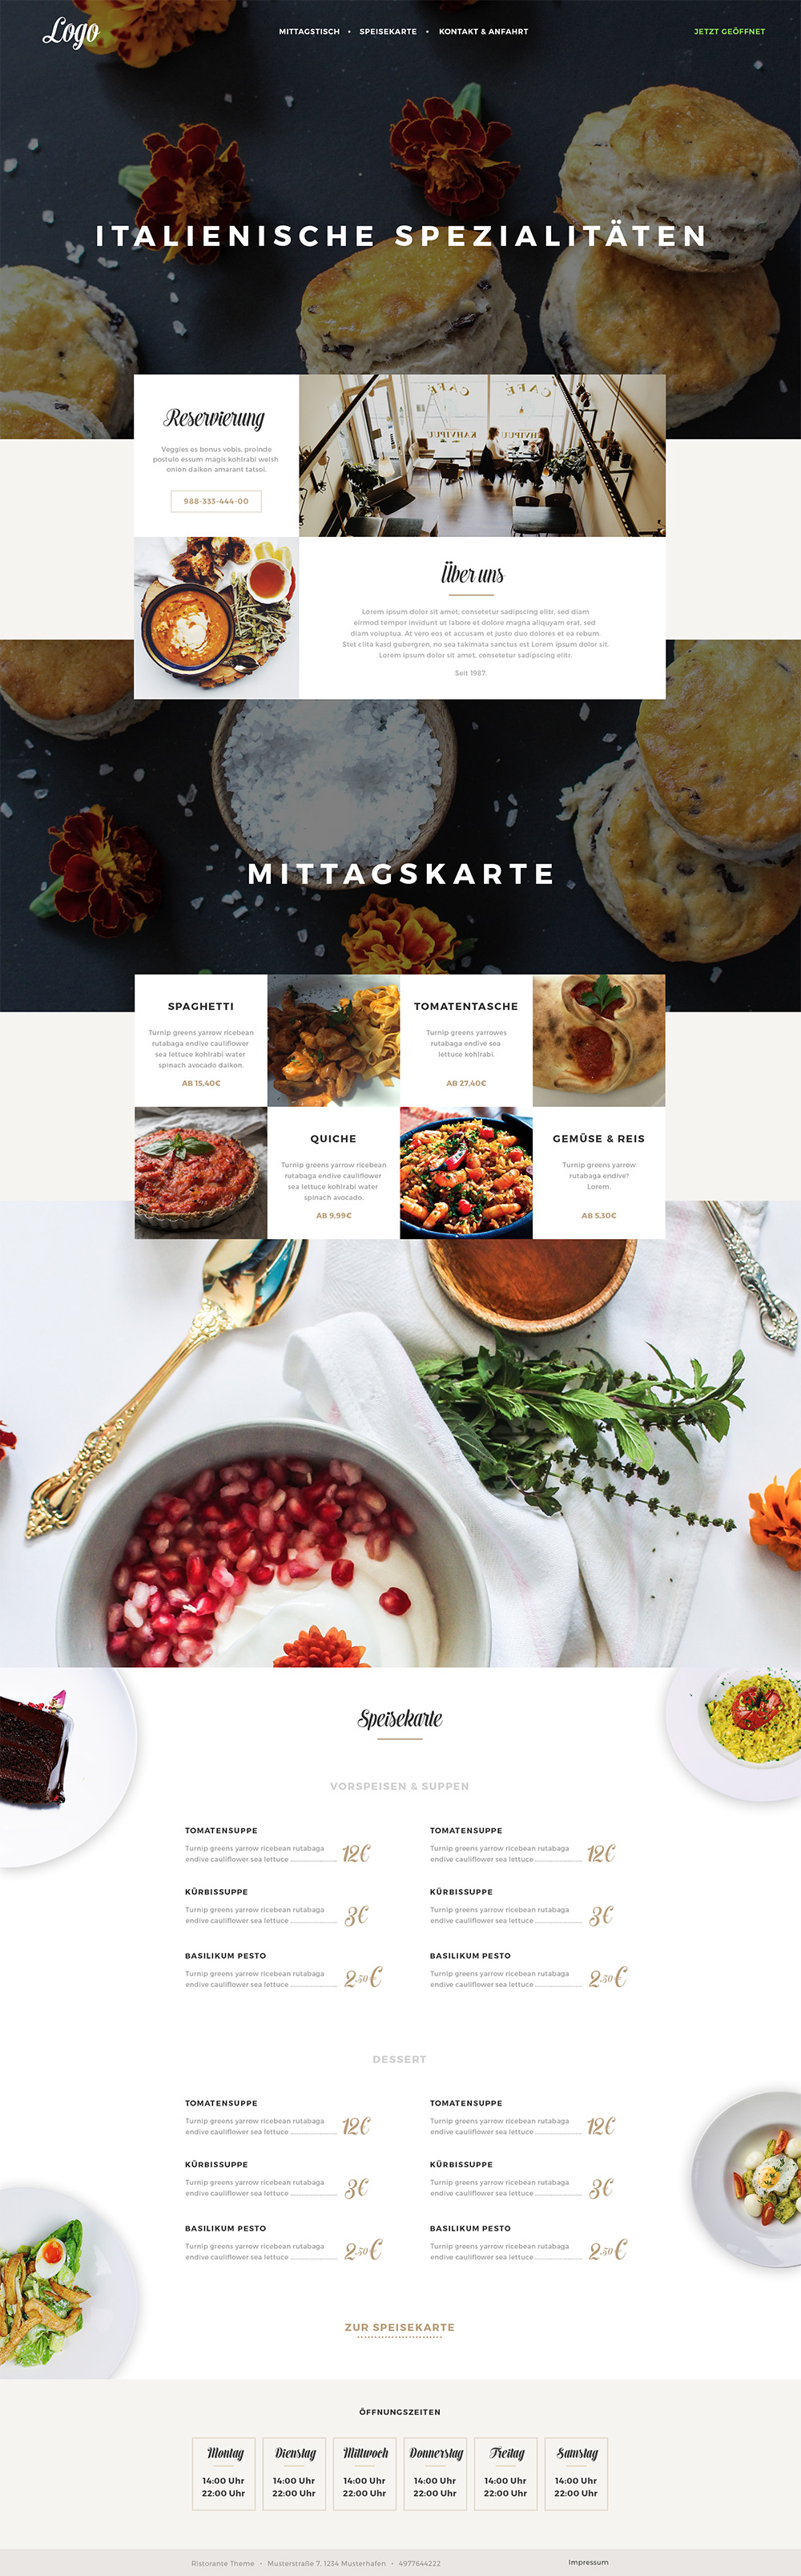 Logo
MITTAGSTISCH • SPEISEKARTE • KONTAKT & ANFAHRT
JETZT GEÖFFNET
ITALIENISCHE SPEZIALITÄTEN
Reservierung
Veggies es bonus vobis, proinde
postulo essum magis kohlrabi welsh
onion daikon amarant tatsoi.
988-333-444-00
CAFÉ
CAFÉ
KAHVIPUU
KAHVIPUU
Über uns
Lorem ipsum dolor sit amet, consetetur sadipscing elitr, sed diam
eirmod tempor invidunt ut labore et dolore magna aliquyam erat, sed
diam voluptua. At vero eos et accusam et justo duo dolores et ea rebum.
Stet clita kasd gubergren, no sea takimata sanctus est Lorem ipsum dolor sit.
Lorem ipsum dolor sit amet, consetetur sadipscing elitr.
Seit 1987.
MITTAGSKARTE
SPAGHETTI
Turnip greens yarrow ricebean
rutabaga endive cauliflower
sea lettuce kohlrabi water
spinach avocado daikon.
AB 15,40€
TOMATENTASCHE
Turnip greens yarrowes
rutabaga endive sea
lettuce kohlrabi.
AB 27,40€
QUICHE
Turnip greens yarrow ricebean
rutabaga endive cauliflower
sea lettuce kohlrabi water
spinach avocado.
AB 9,99€
GEMÜSE & REIS
Turnip greens yarrow
rutabaga endive?
Lorem.
AB 5,30€
Speisekarte
VORSPEISEN & SUPPEN
TOMATENSUPPE
Turnip greens yarrow ricebean rutabaga
endive cauliflower sea lettuce
12€
TOMATENSUPPE
Turnip greens yarrow ricebean rutabaga
endive cauliflower sea lettuce
12€
KÜRBISSUPPE
Turnip greens yarrow ricebean rutabaga
endive cauliflower sea lettuce
3€
KÜRBISSUPPE
Turnip greens yarrow ricebean rutabaga
endive cauliflower sea lettuce
3€
BASILIKUM PESTO
Turnip greens yarrow ricebean rutabaga
endive cauliflower sea lettuce
2.50€
BASILIKUM PESTO
Turnip greens yarrow ricebean rutabaga
endive cauliflower sea lettuce
2.50€
DESSERT
TOMATENSUPPE
Turnip greens yarrow ricebean rutabaga
endive cauliflower sea lettuce
12€
TOMATENSUPPE
Turnip greens yarrow ricebean rutabaga
endive cauliflower sea lettuce
12€
KÜRBISSUPPE
Turnip greens yarrow ricebean rutabaga
endive cauliflower sea lettuce
3€
KÜRBISSUPPE
Turnip greens yarrow ricebean rutabaga
endive cauliflower sea lettuce
3€
BASILIKUM PESTO
Turnip greens yarrow ricebean rutabaga
endive cauliflower sea lettuce
2.50€
BASILIKUM PESTO
Turnip greens yarrow ricebean rutabaga
endive cauliflower sea lettuce
2.50€
ZUR SPEISEKARTE
ÖFFNUNGSZEITEN
Montag
14:00 Uhr
22:00 Uhr
Dienstag
14:00 Uhr
22:00 Uhr
Mittwoch
14:00 Uhr
22:00 Uhr
Donnerstag
14:00 Uhr
22:00 Uhr
Freitag
14:00 Uhr
22:00 Uhr
Samstag
14:00 Uhr
22:00 Uhr
Ristorante Theme • Musterstraße 7, 1234 Musterhafen • 4977644222
Impressum